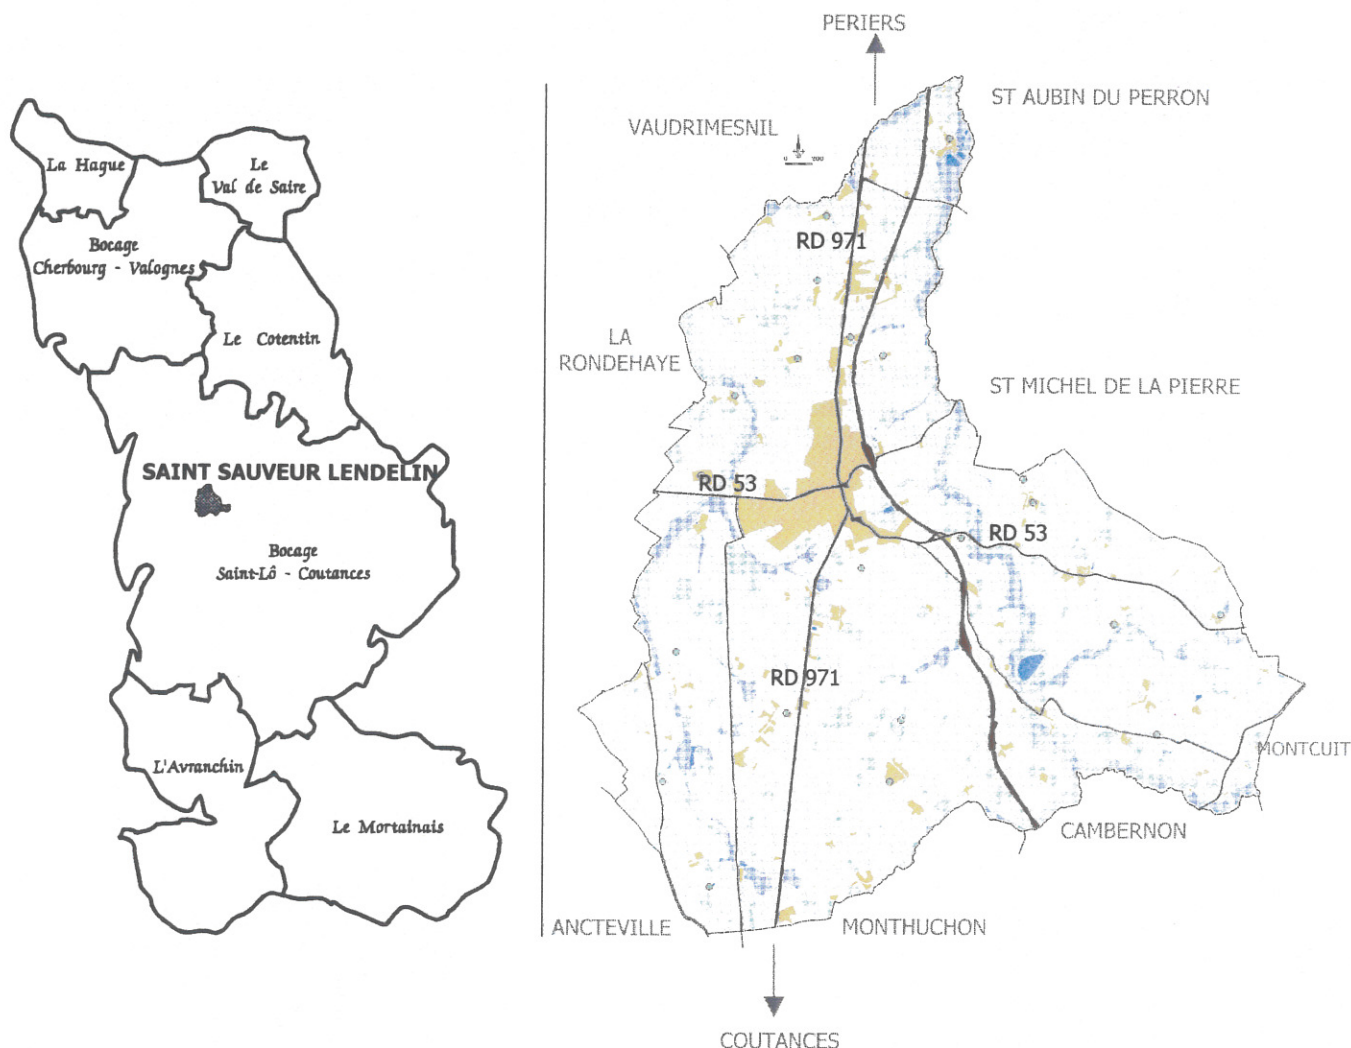 La Hague
Le
Val de Saire
Bocage
Cherbourg - Valognes
Le Cotentin
SAINT SAUVEUR LENDELIN
Bocage
Saint-Lô - Coutances
L'Avranchin
Le Mortainais
PERIERS
ST AUBIN DU PERRON
VAUDRIMESNIL
RD 971
LA
RONDEHAYE
ST MICHEL DE LA PIERRE
RD 53
RD 53
RD 971
MONTCUIT
CAMBERNON
ANCTEVILLE
MONTHUCHON
COUTANCES